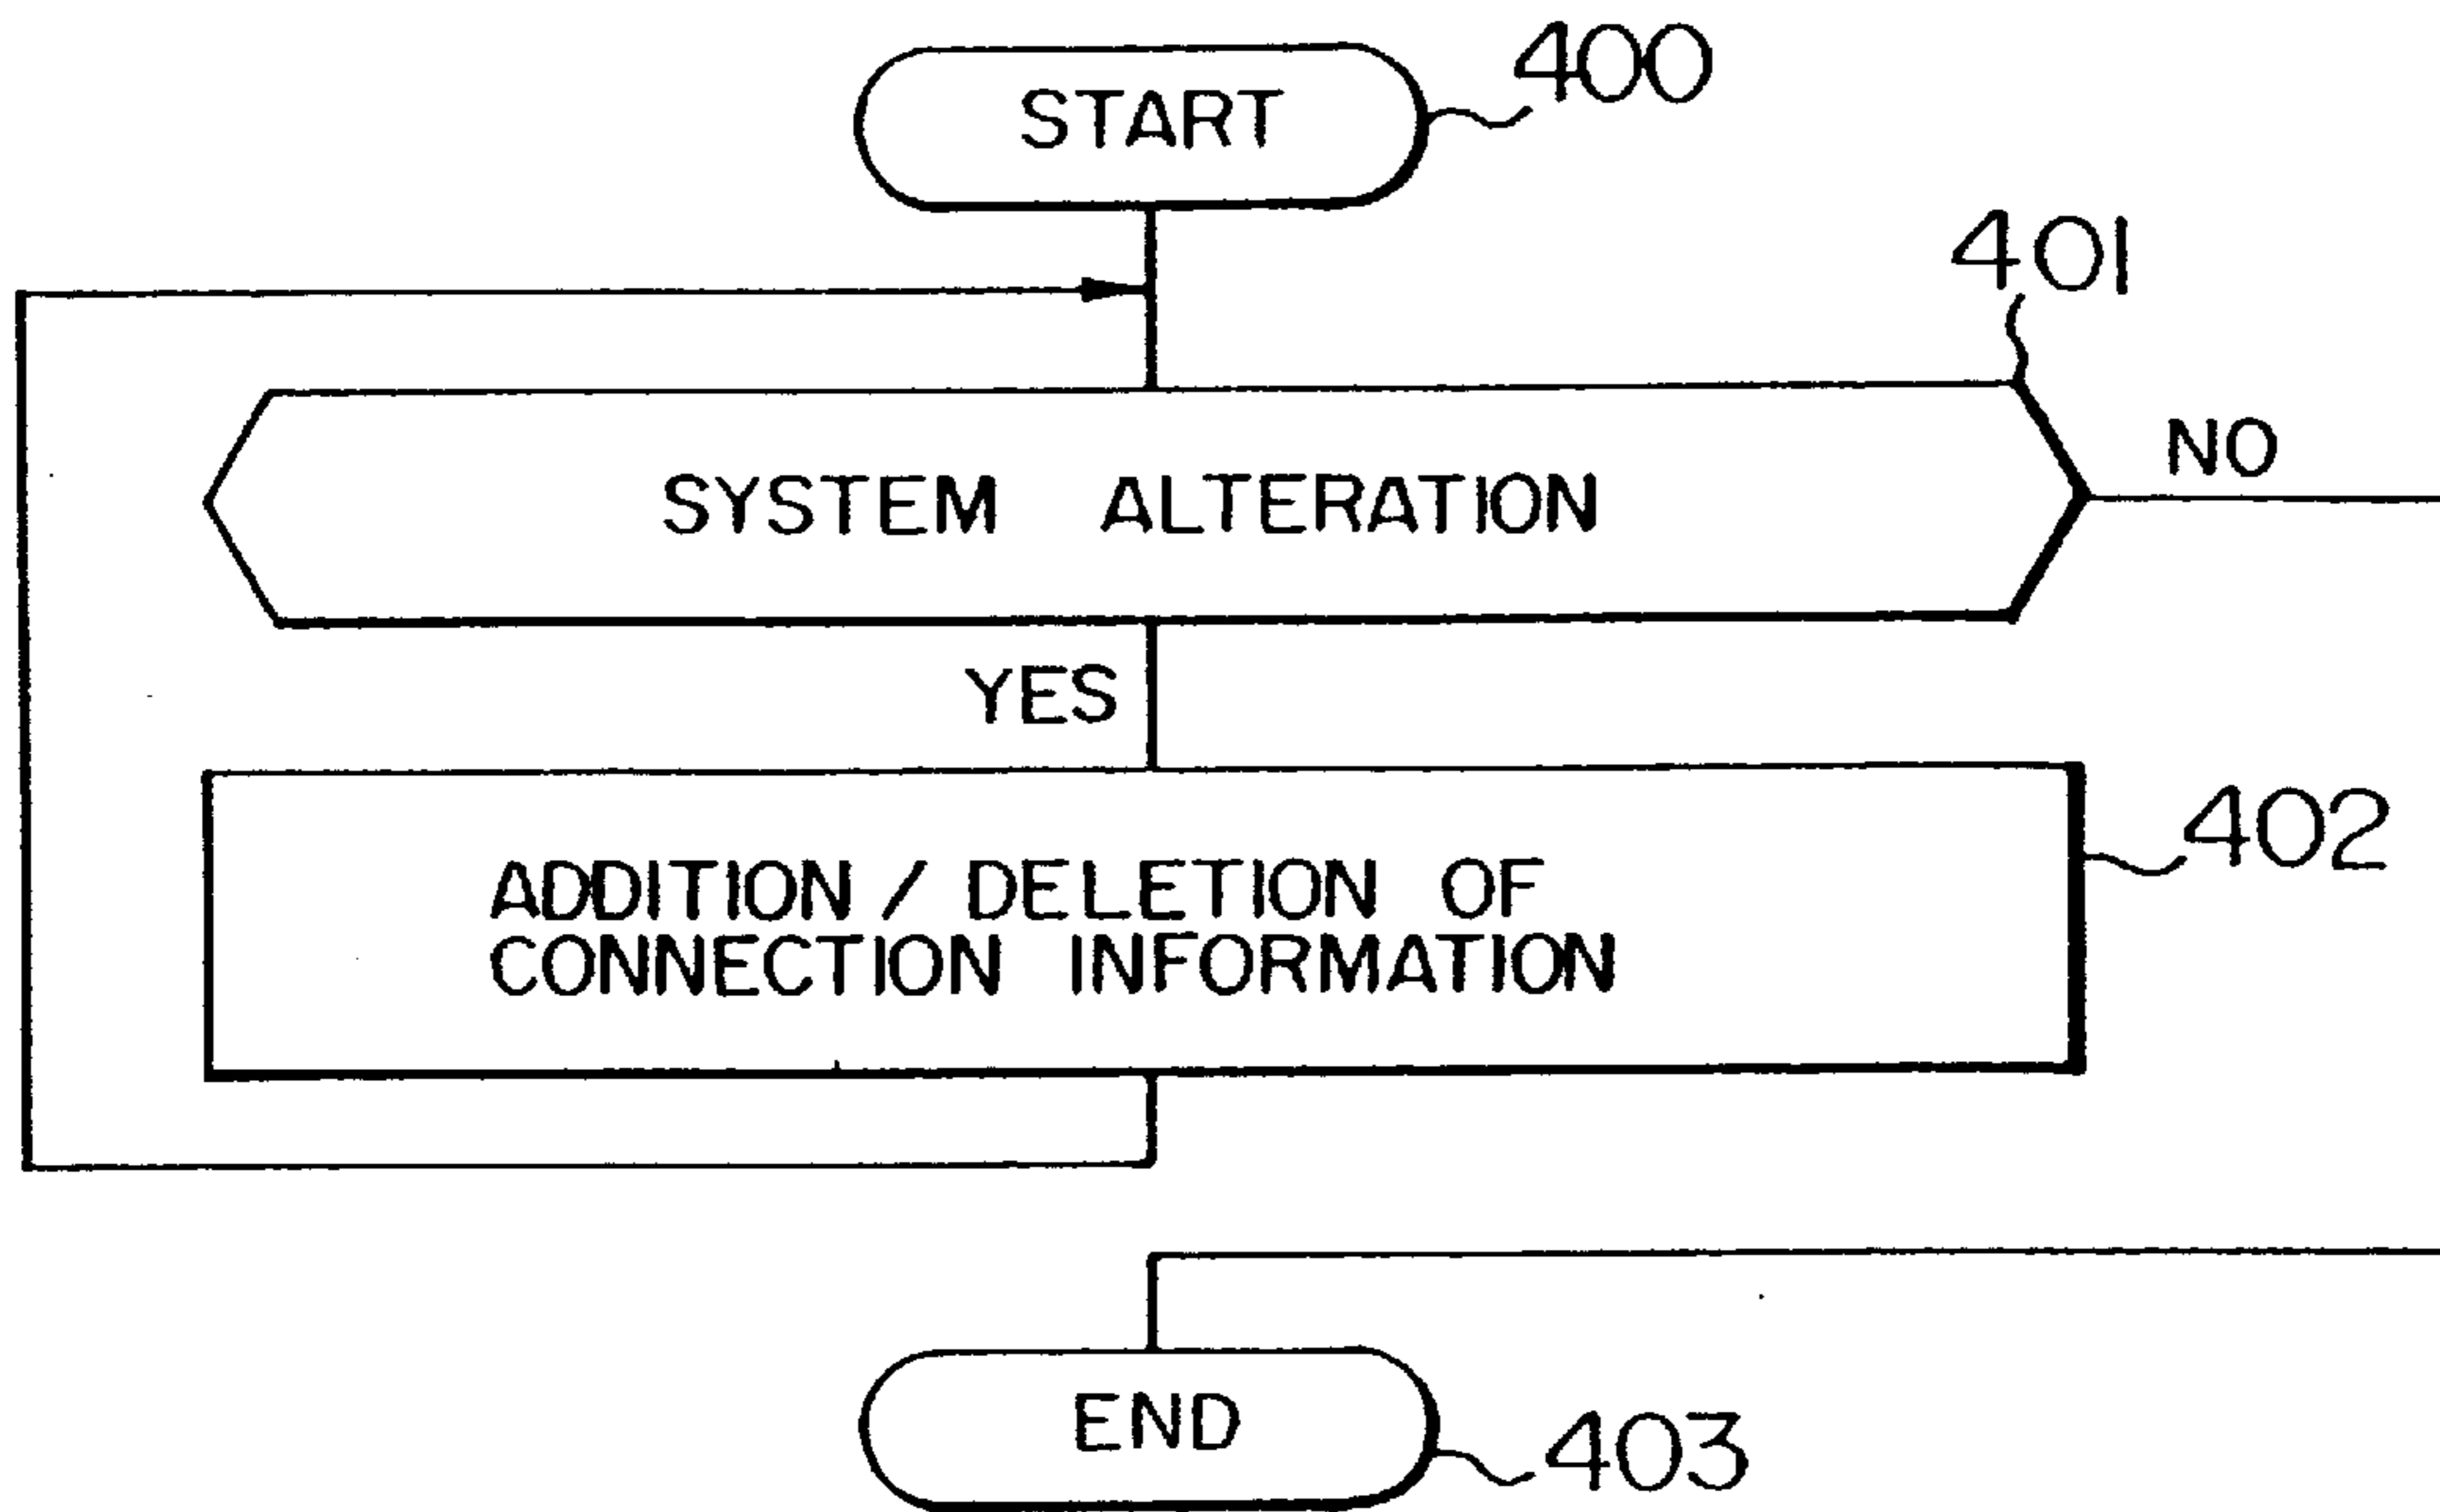 START
400
401
SYSTEM ALTERATION
NO
YES
402
ADDITION / DELETION OF
CONNECTION INFORMATION
END
403